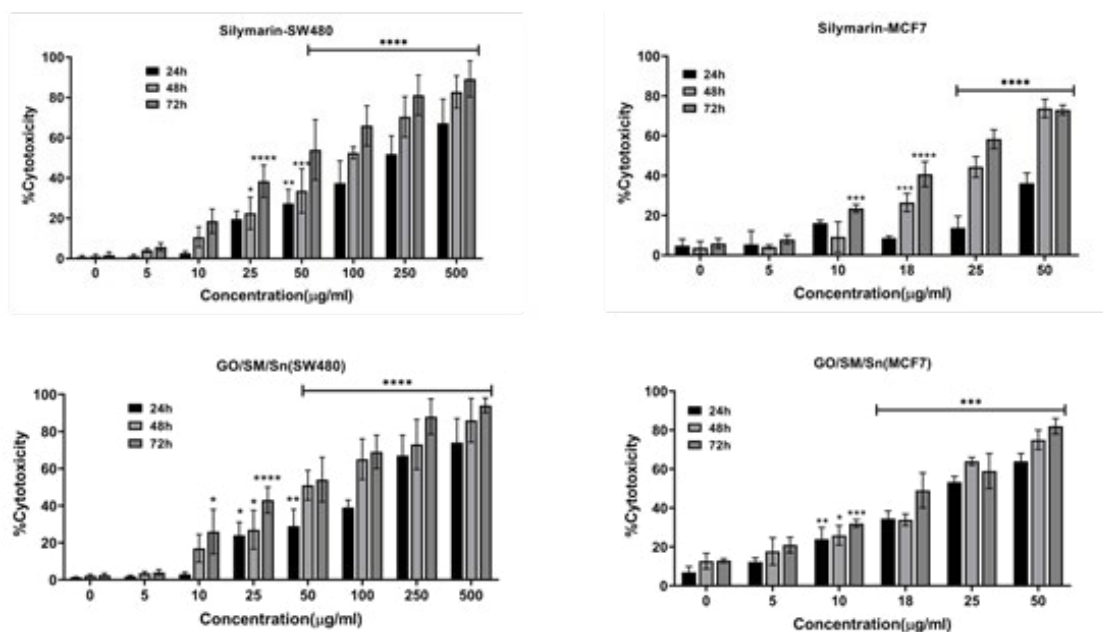 Silymarin-SW480
****
100
80
60
40
20
0
%Cytotoxicity
24h
48h
72h
* ****
** ***
0 5 10 25 50 100 250 500
Concentration(µg/ml)
Silymarin-MCF7
****
100
80
60
40
20
0
%Cytotoxicity
24h
48h
72h
***
*** ****
0 5 10 18 25 50
Concentration(µg/ml)
GO/SM/Sn(SW480)
****
100
80
60
40
20
0
%Cytotoxicity
24h
48h
72h
*
* * ****
**
0 5 10 25 50 100 250 500
Concentration(µg/ml)
GO/SM/Sn(MCF7)
***
100
80
60
40
20
0
%Cytotoxicity
24h
48h
72h
** * ***
0 5 10 18 25 50
Concentration(µg/ml)